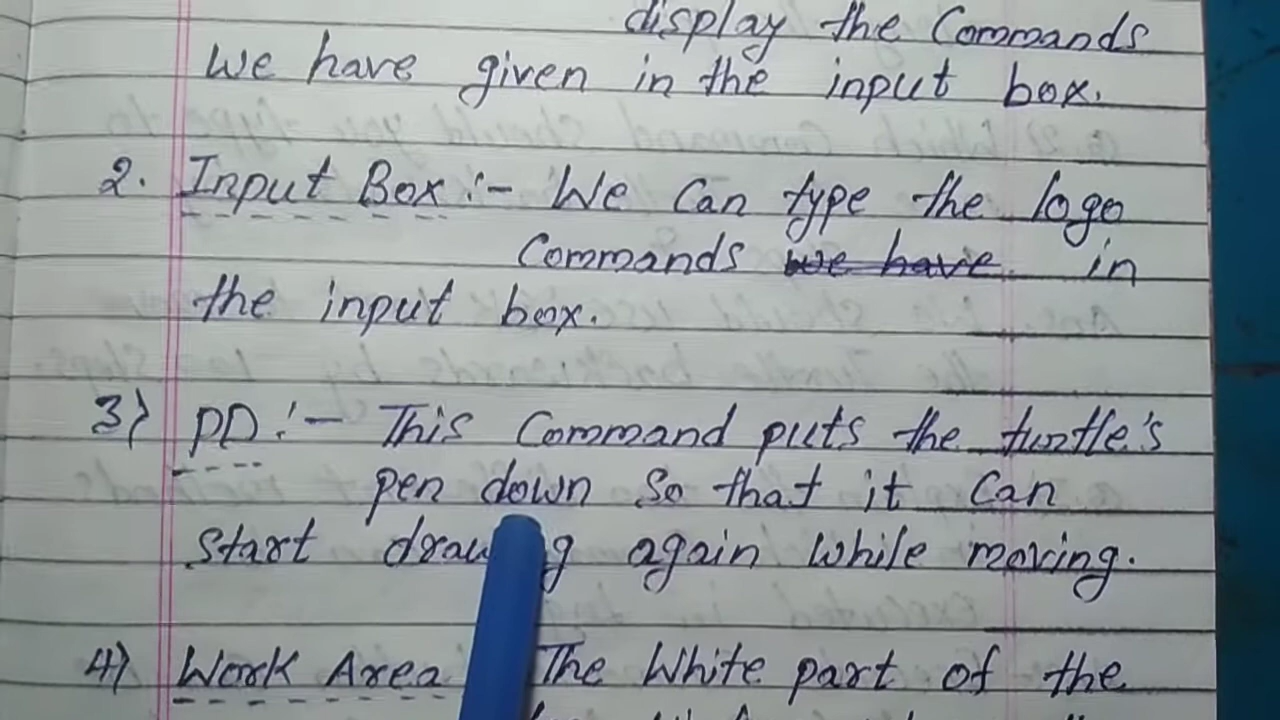 display the Commands
We have given in the input box.
2. Input Box :- We Can type the logo
Commands we have in
the input box.
3) PD :- This Command puts the turtle's
pen down so that it Can
Start again while moving.
4) Work Area The White part of the